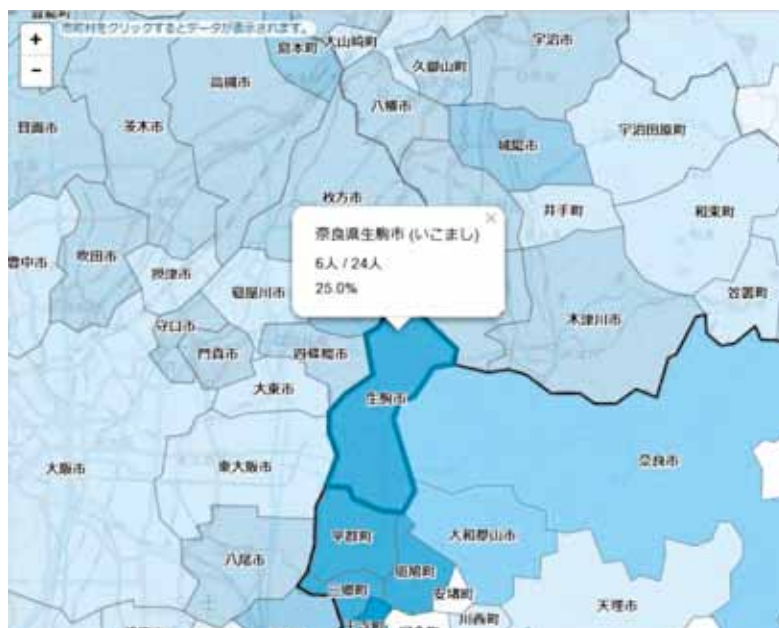 +
市町村をクリックするとデータが表示されます。
−
島本町
大山崎町
宇治市
久御山町
高槻市
八幡市
茨木市
箕面市
城陽市
宇治田原町
枚方市
井手町
和束町
×
奈良県生駒市 (いこまし)
6人 / 24人
25.0%
豊中市
吹田市
摂津市
寝屋川市
笠置町
木津川市
守口市
門真市
四條畷市
大東市
生駒市
大阪市
東大阪市
奈良市
平群町
大和郡山市
八尾市
斑鳩町
三郷町
安堵町
川西町
天理市